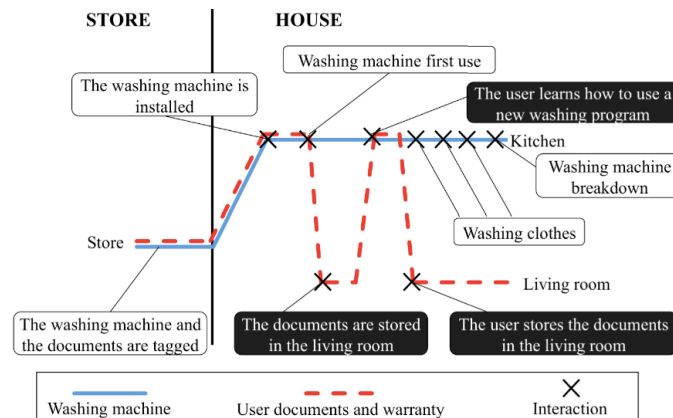 STORE
HOUSE
Washing machine first use
The washing machine is
installed
The user learns how to use a
new washing program
Kitchen
Washing machine
breakdown
Washing clothes
Store
Living room
The washing machine and
the documents are tagged
The documents are stored
in the living room
The user stores the documents
in the living room
Washing machine
User documents and warranty
Interaction